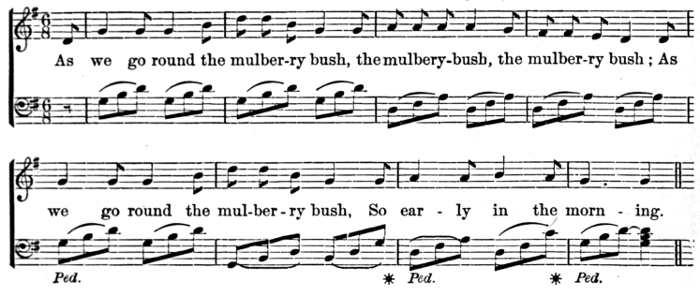 As we go round the mulber-ry bush, the mulbery-bush, the mulber-ry bush ; As
we go round the mul-ber-ry bush, So ear - ly in the morn - ing.
Ped. * Ped. * Ped.